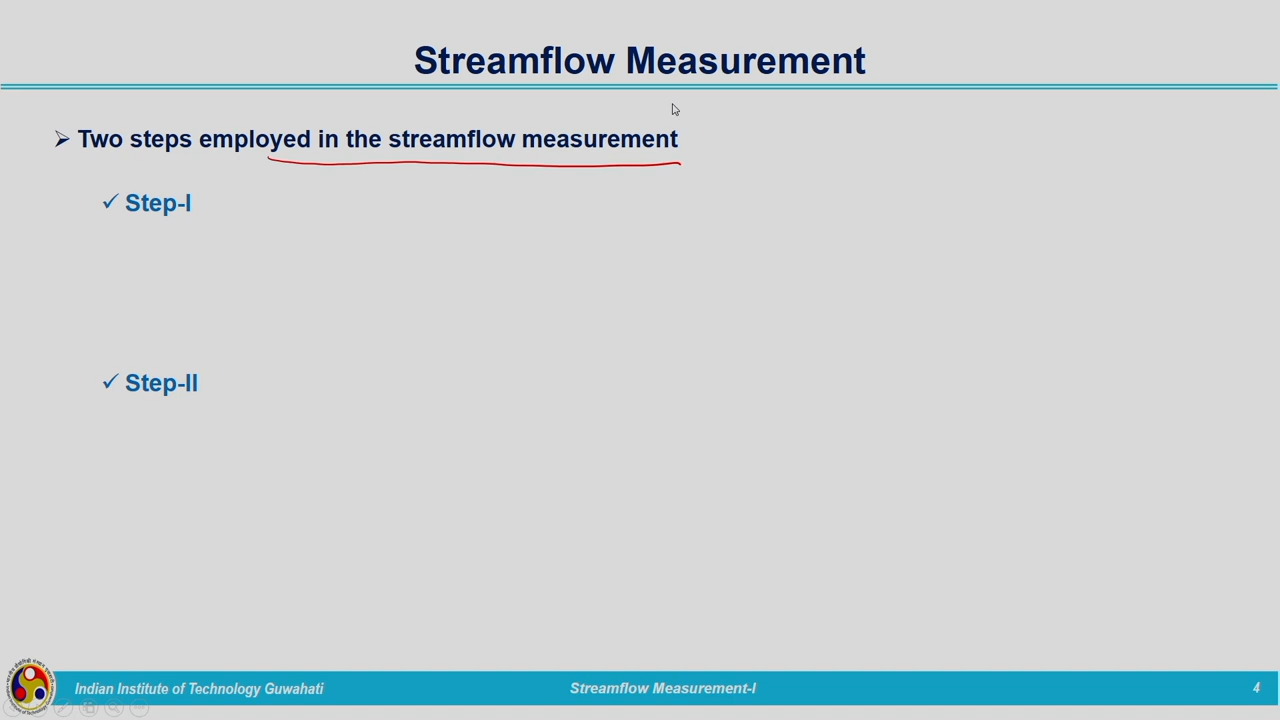 Streamflow Measurement
Two steps employed in the streamflow measurement
Step-I
Step-II
Indian Institute of Technology Guwahati
Streamflow Measurement-I
4